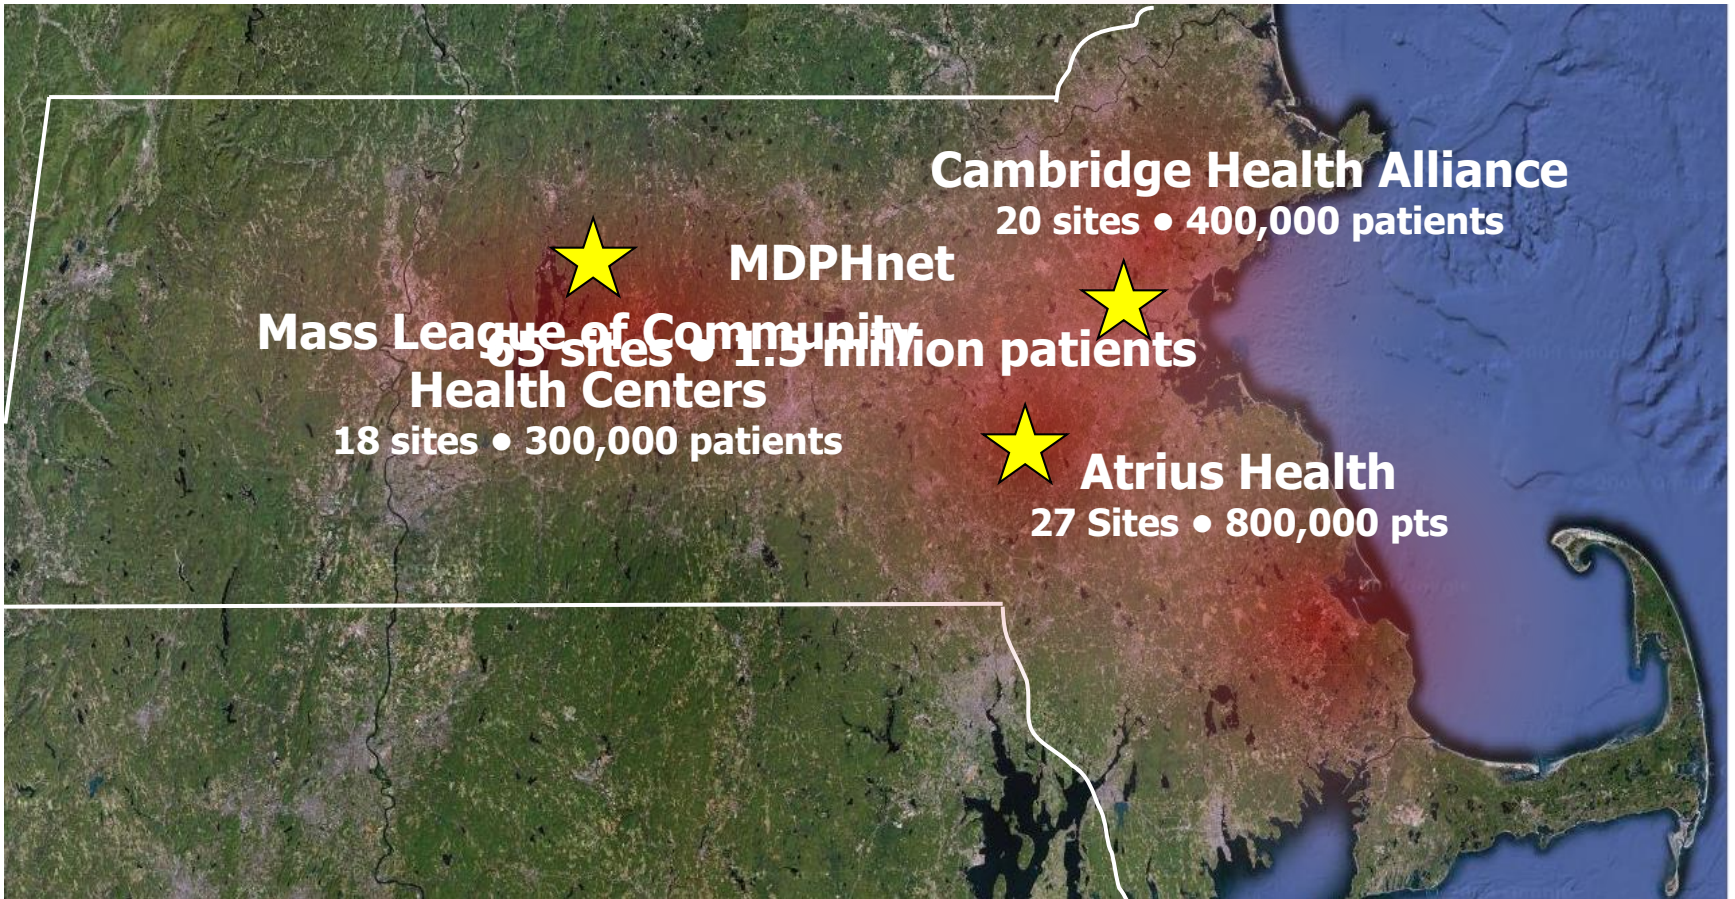 Cambridge Health Alliance
20 sites ● 400,000 patients
MDPHnet
65 sites ● 1.5 million patients
Mass League of Community
Health Centers
18 sites ● 300,000 patients
Atrius Health
27 Sites ● 800,000 pts